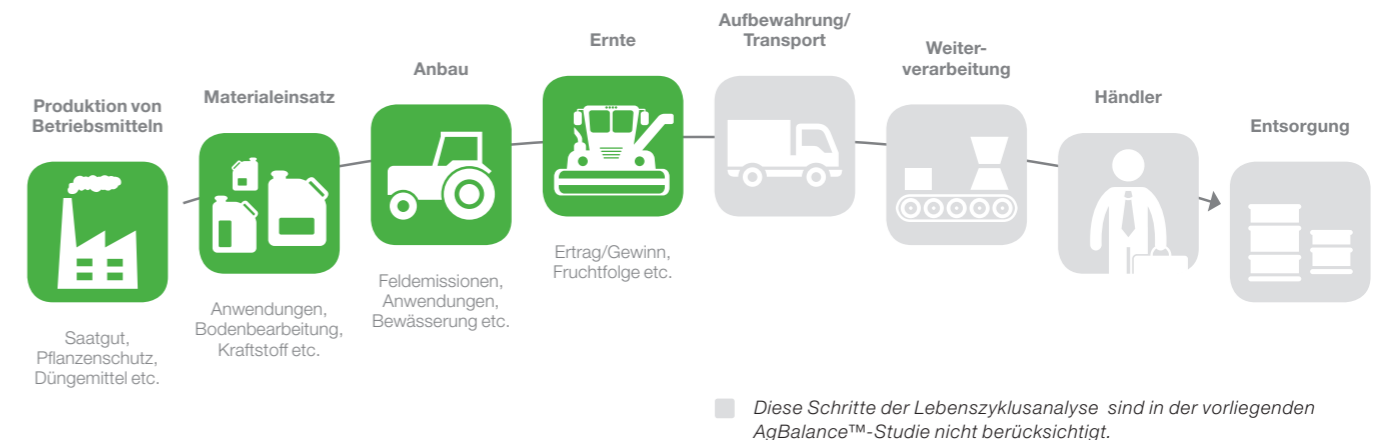 Produktion von
Betriebsmitteln
Saatgut,
Pflanzenschutz,
Düngemittel etc.
Materialeinsatz
Anwendungen,
Bodenbearbeitung,
Kraftstoff etc.
Anbau
Feldemissionen,
Anwendungen,
Bewässerung etc.
Ernte
Ertrag/Gewinn,
Fruchtfolge etc.
Aufbewahrung/
Transport
Weiter-
verarbeitung
Händler
Entsorgung
Diese Schritte der Lebenszyklusanalyse sind in der vorliegenden
AgBalance™-Studie nicht berücksichtigt.